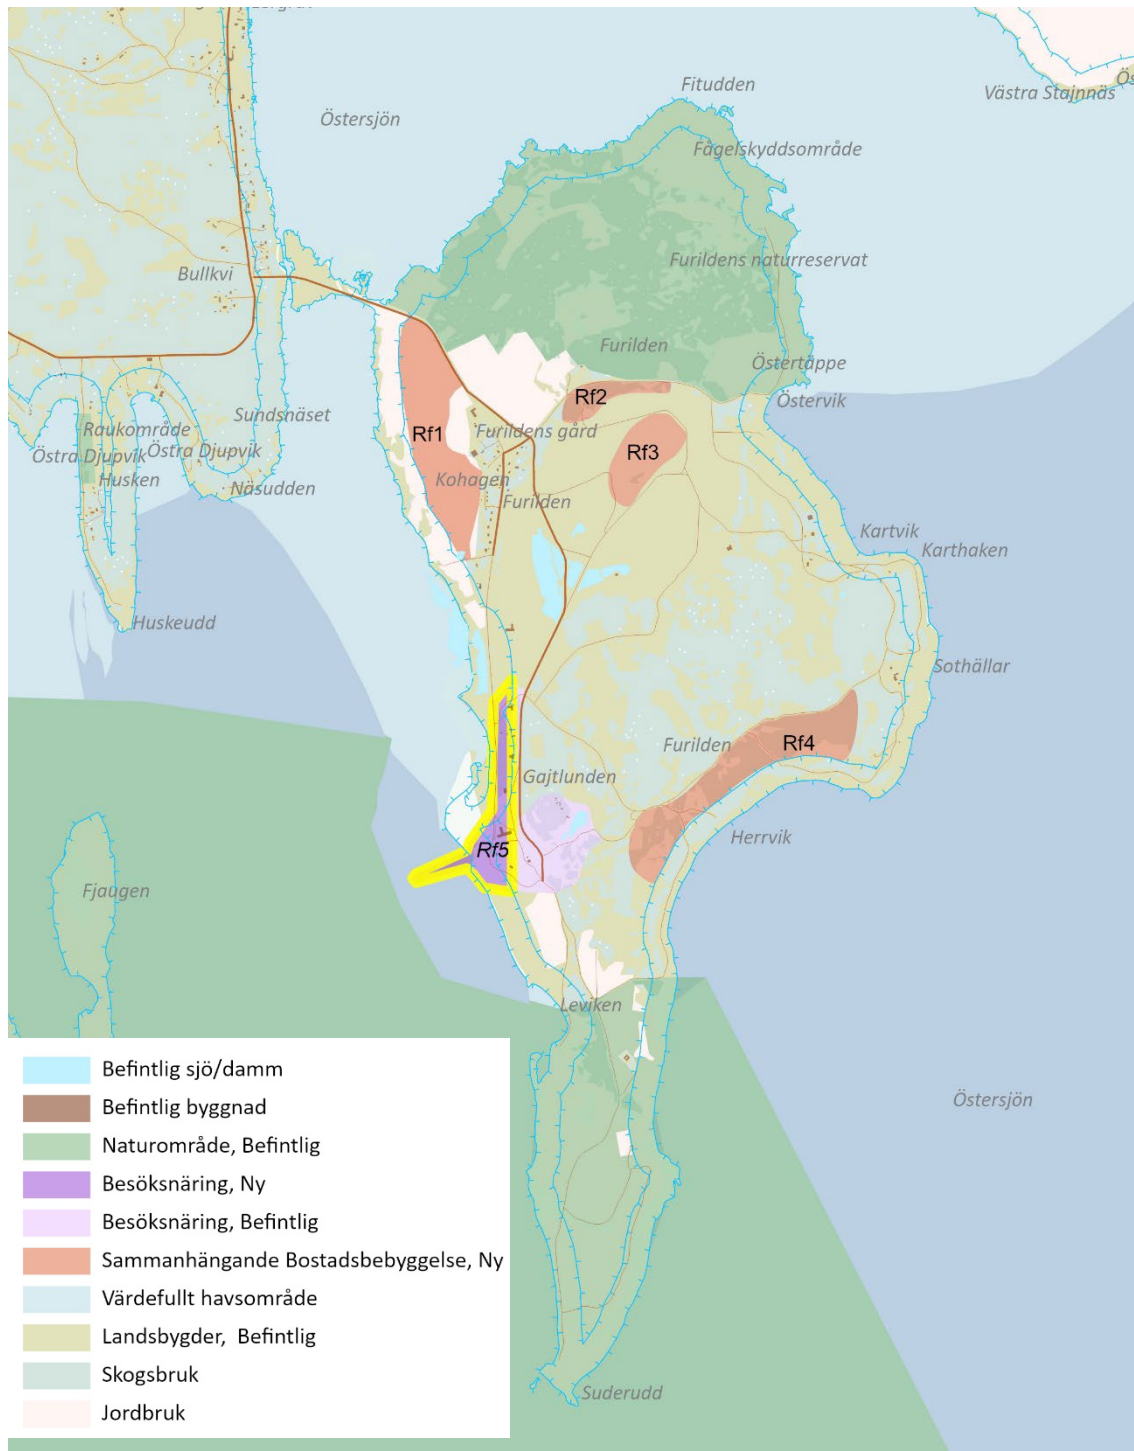 Fitudden
Västra Stajnnäs
Östersjön
Fågelskyddsområde
Furildens naturreservat
Bullkvi
Furilden
Östertäppe
Rf2
Östervik
Sundsnäset
Raukområde
Rf1
Furildens gård
Rf3
Östra Djupvik
Östra Djupvik
Husken
Kohagen
Näsudden
Furilden
Kartvik
Karthaken
Huskeudd
Sothällar
Furilden
Rf4
Gajtlunden
Herrvik
Rf5
Fjaugen
Leviken
Östersjön
Suderudd
Befintlig sjö/damm
Befintlig byggnad
Naturområde, Befintlig
Besöksnäring, Ny
Besöksnäring, Befintlig
Sammanhängande Bostadsbebyggelse, Ny
Värdefullt havsområde
Landsbygder, Befintlig
Skogsbruk
Jordbruk